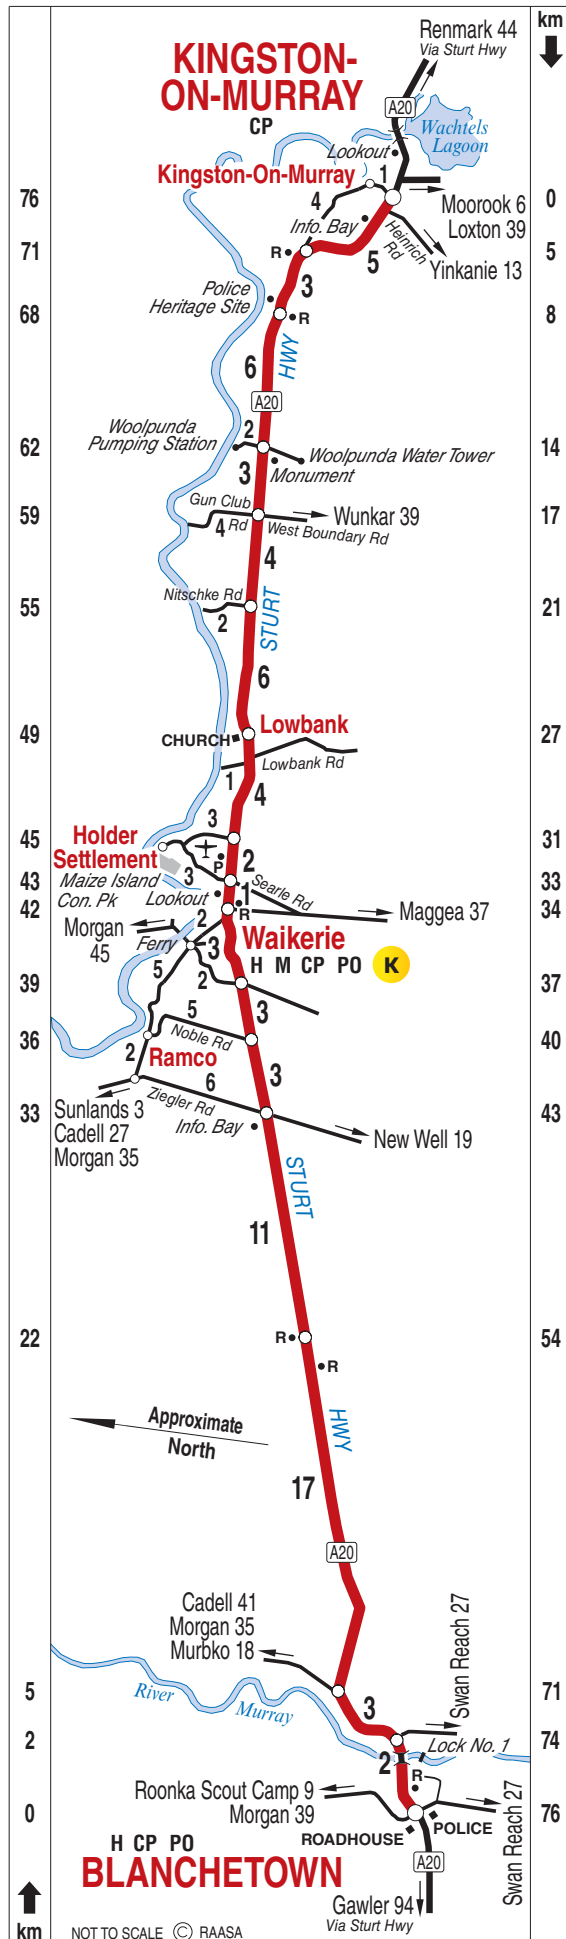 km
Renmark 44
Via Sturt Hwy
KINGSTON-
ON-MURRAY
CP
A20
Wachtels
Lagoon
Lookout
Kingston-On-Murray
1
4
76
Moorook 6
Loxton 39
0
Info. Bay
Heinrich
Rd
71
R
5
Yinkanie 13
5
Police
Heritage Site
3
68
R
8
HWY
6
A20
Woolpunda
Pumping Station
2
62
Woolpunda Water Tower
14
3
Monument
Gun Club
Rd
4
59
Wunkar 39
17
West Boundary Rd
4
Nitschke Rd
55
2
21
STURT
6
49
CHURCH
Lowbank
27
Lowbank Rd
1
4
45
3
31
Holder
Settlement
P
2
43
3
Searle Rd
33
Maize Island
Con. Pk
Lookout
1
42
R
Maggea 37
34
Morgan
45
2
Ferry
3
Waikerie
H M CP PO K
5
2
39
37
5
3
36
Noble Rd
40
2
Ramco
3
6
33
Ziegler Rd
43
Sunlands 3
Cadell 27
Morgan 35
Info. Bay
New Well 19
STURT
11
22
R
54
R
HWY
Approximate
North
17
A20
Cadell 41
Morgan 35
Murbko 18
Swan Reach 27
5
71
River Murray
3
2
74
Lock No. 1
2
R
Roonka Scout Camp 9
Morgan 39
0
76
POLICE
ROADHOUSE
Swan Reach 27
H CP PO
BLANCHETOWN
A20
Gawler 94
Via Sturt Hwy
km
NOT TO SCALE © RAASA